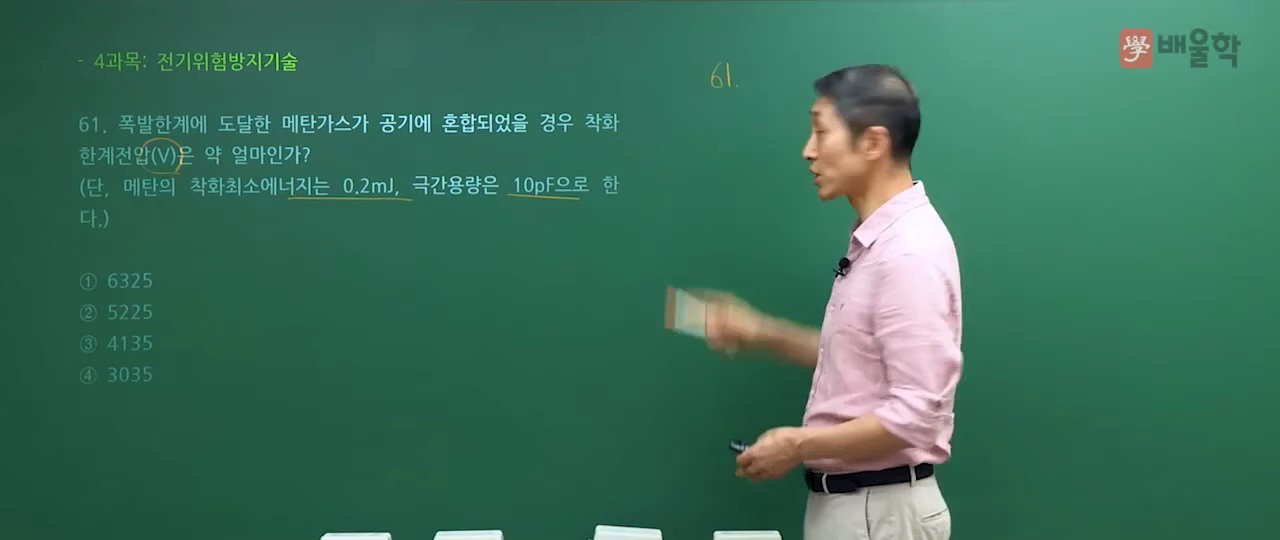 - 4과목: 전기위험방지기술
61.
學 배울학
61. 폭발한계에 도달한 메탄가스가 공기에 혼합되었을 경우 착화
한계전압(V)은 약 얼마인가?
(단, 메탄의 착화최소에너지는 0.2mJ, 극간용량은 10pF으로 한
다.)
① 6325
② 5225
③ 4135
④ 3035